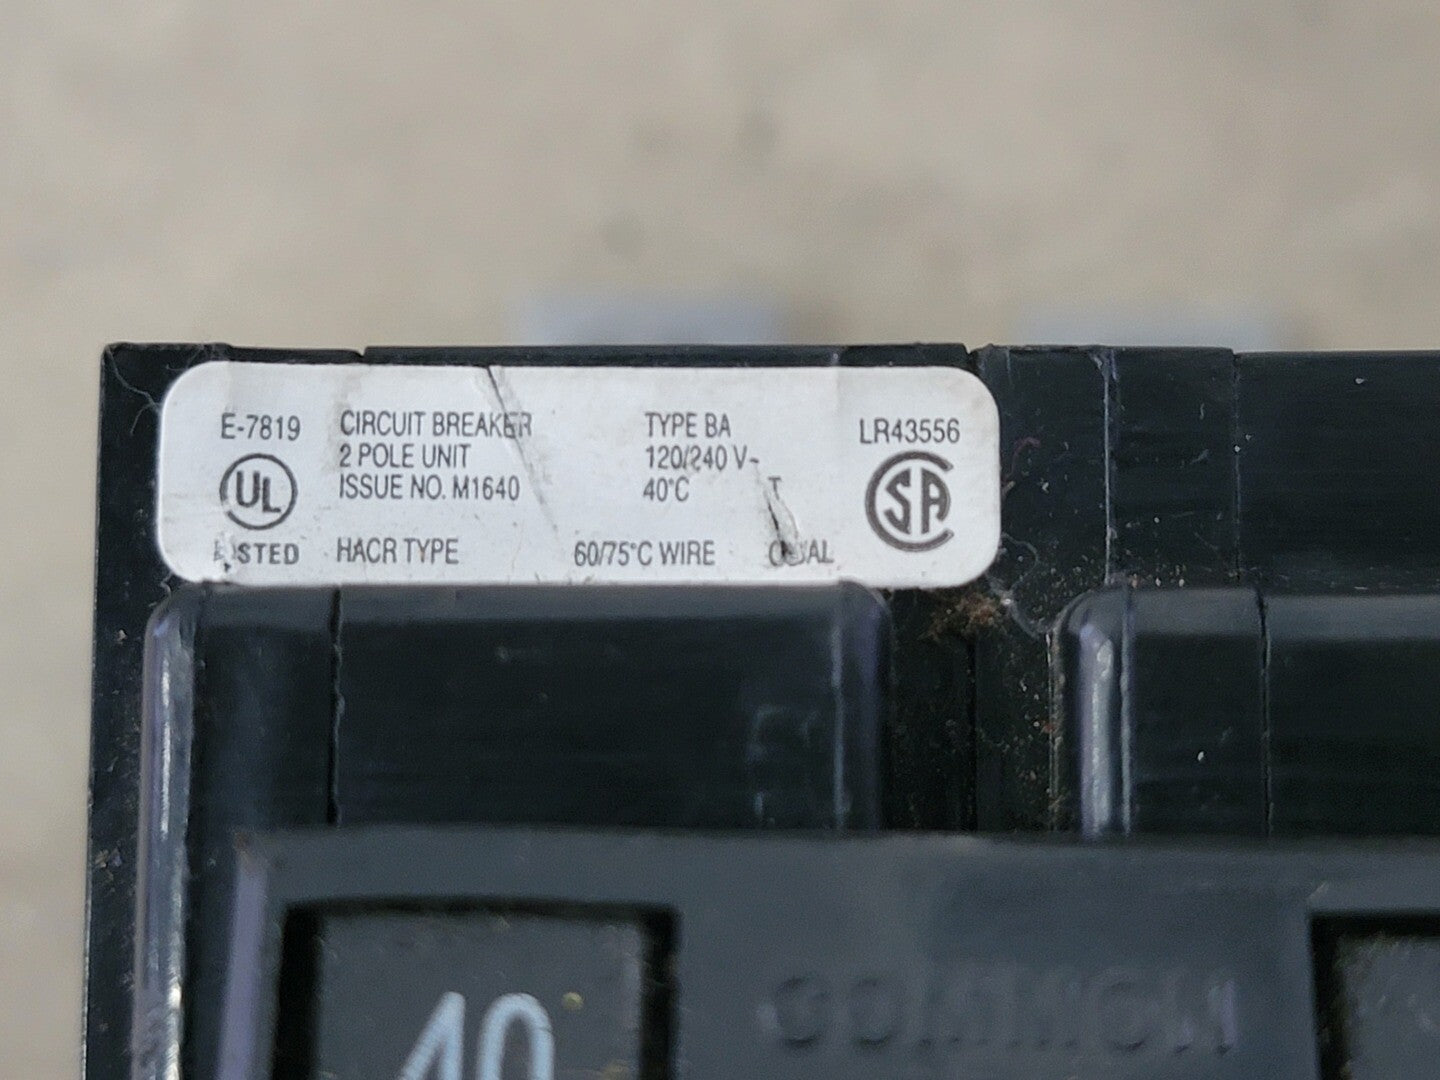 E-7819 CIRCUIT BREAKER TYPE BA LR43556
2 POLE UNIT 120/240 V~
UL ISSUE NO. M1640 40°C T SA
HACR TYPE 60/75°C WIRE
40
COMMON